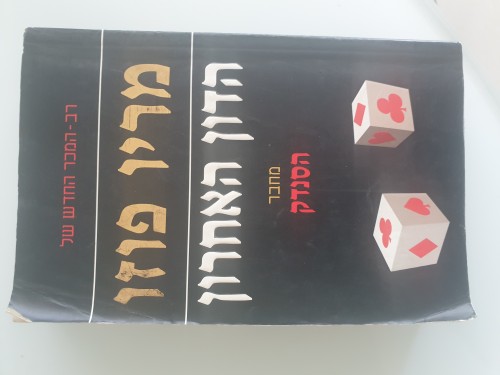 רב-המכר החדש של
מריו פוזו
הדון האחרון
מחבר
הסנדק